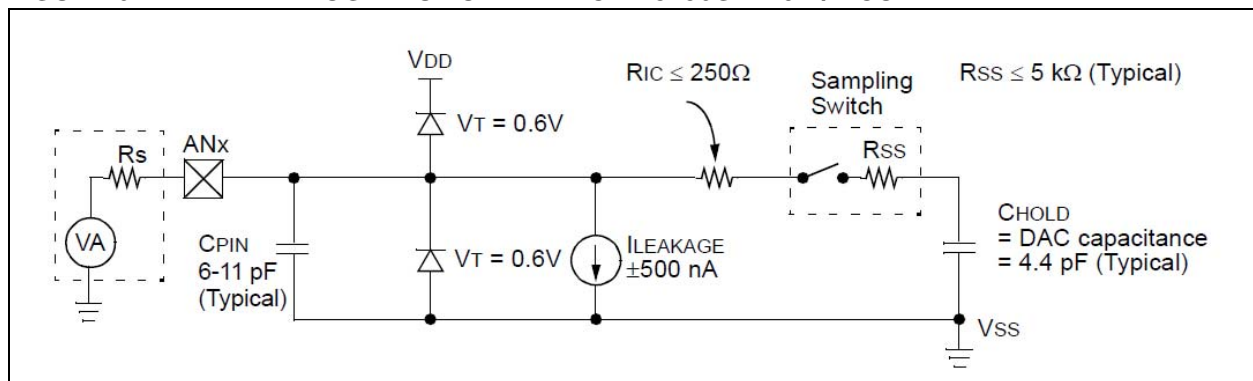 VDD
RIC ≤ 250Ω
Sampling
Switch
RSS ≤ 5 kΩ (Typical)
VT = 0.6V
Rs
ANx
RSS
VA
CPIN
6-11 pF
(Typical)
VT = 0.6V
ILEAKAGE
±500 nA
CHOLD
= DAC capacitance
= 4.4 pF (Typical)
VSS